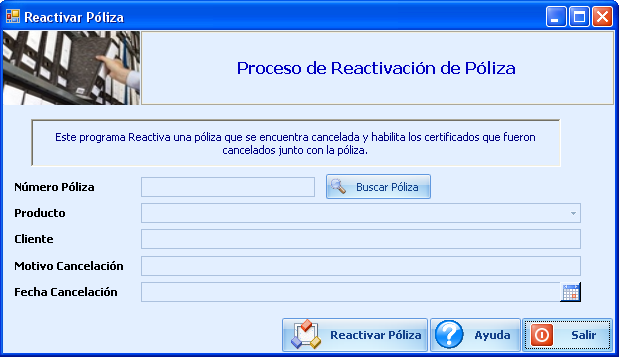 Reactivar Póliza
Proceso de Reactivación de Póliza
Este programa Reactiva una póliza que se encuentra cancelada y habilita los certificados que fueron
cancelados junto con la póliza.
Número Póliza
Buscar Póliza
Producto
Cliente
Motivo Cancelación
Fecha Cancelación
Reactivar Póliza
Ayuda
Salir